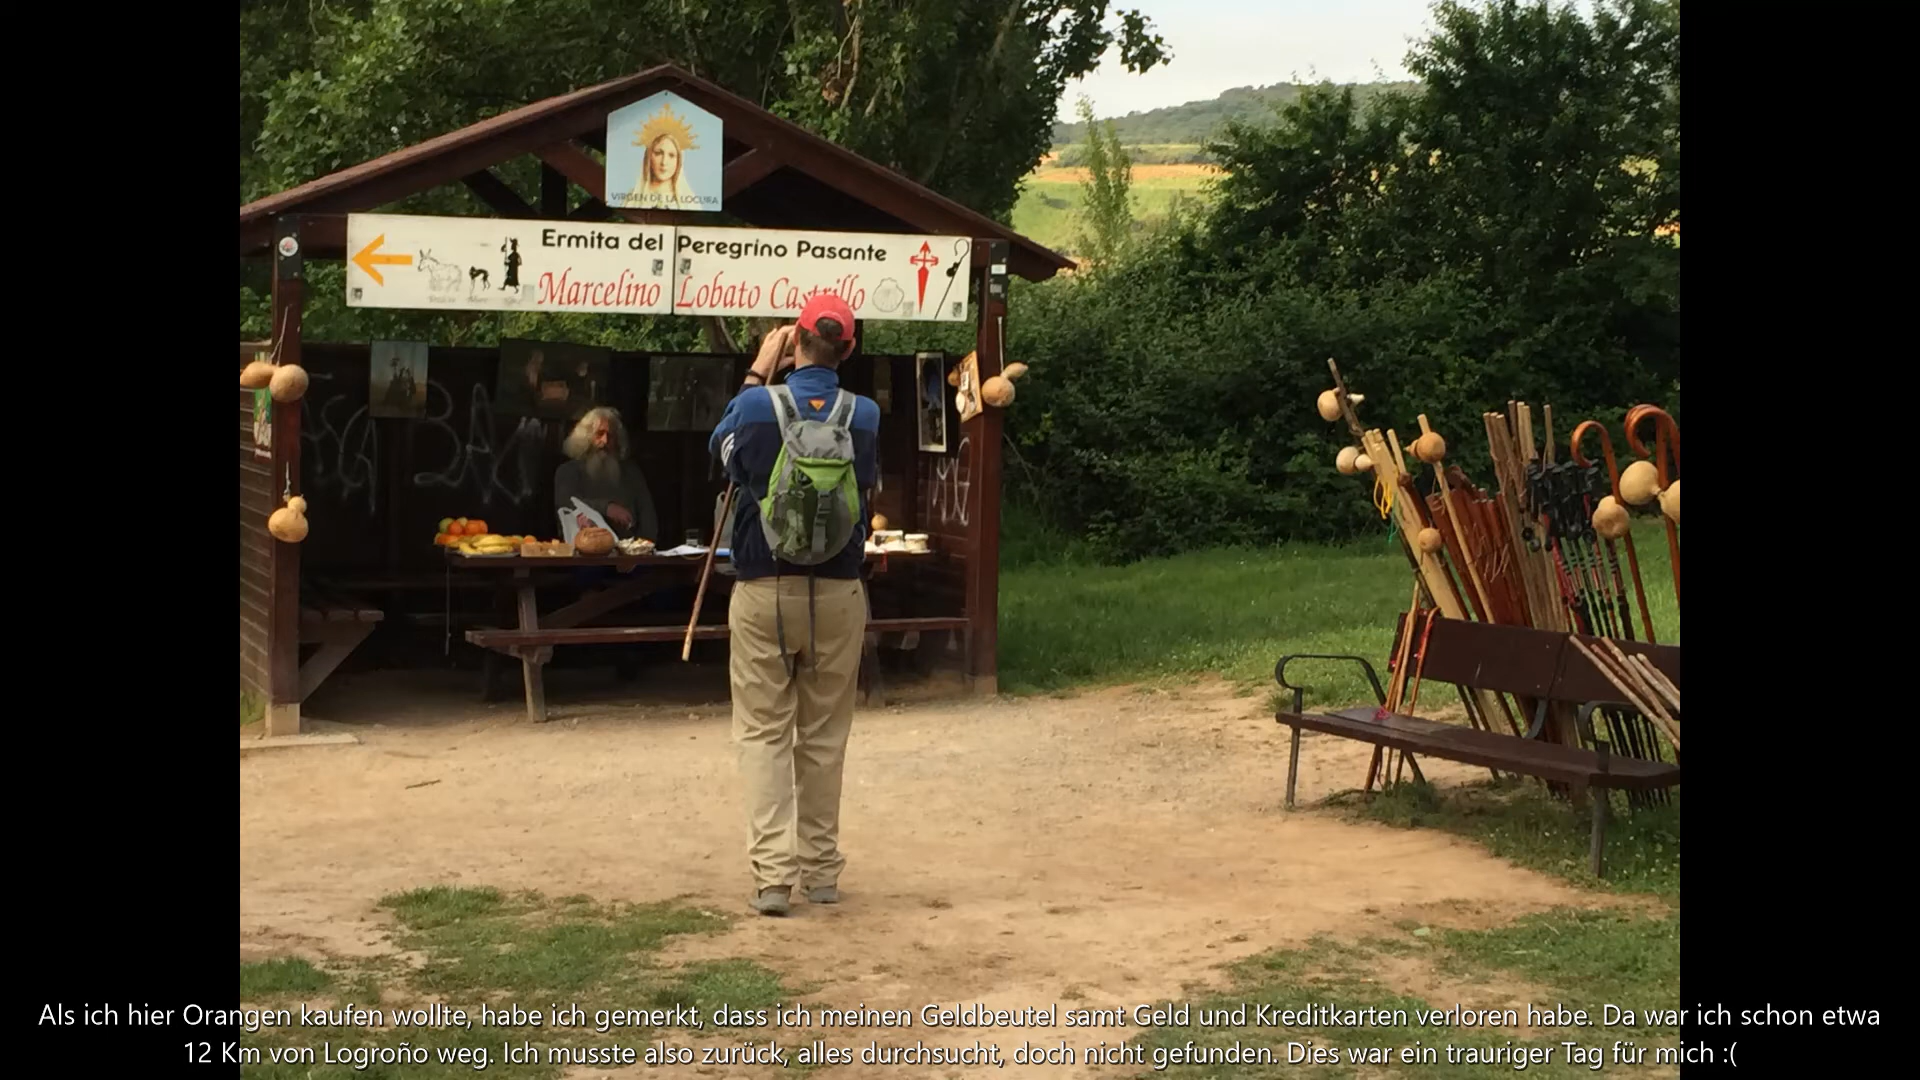 VIRGEN DE LA LOCURA
Ermita del Peregrino Pasante
Marcelino Lobato Castrillo
Als ich hier Orangen kaufen wollte, habe ich gemerkt, dass ich meinen Geldbeutel samt Geld und Kreditkarten verloren habe. Da war ich schon etwa
12 Km von Logroño weg. Ich musste also zurück, alles durchsucht, doch nicht gefunden. Dies war ein trauriger Tag für mich :(